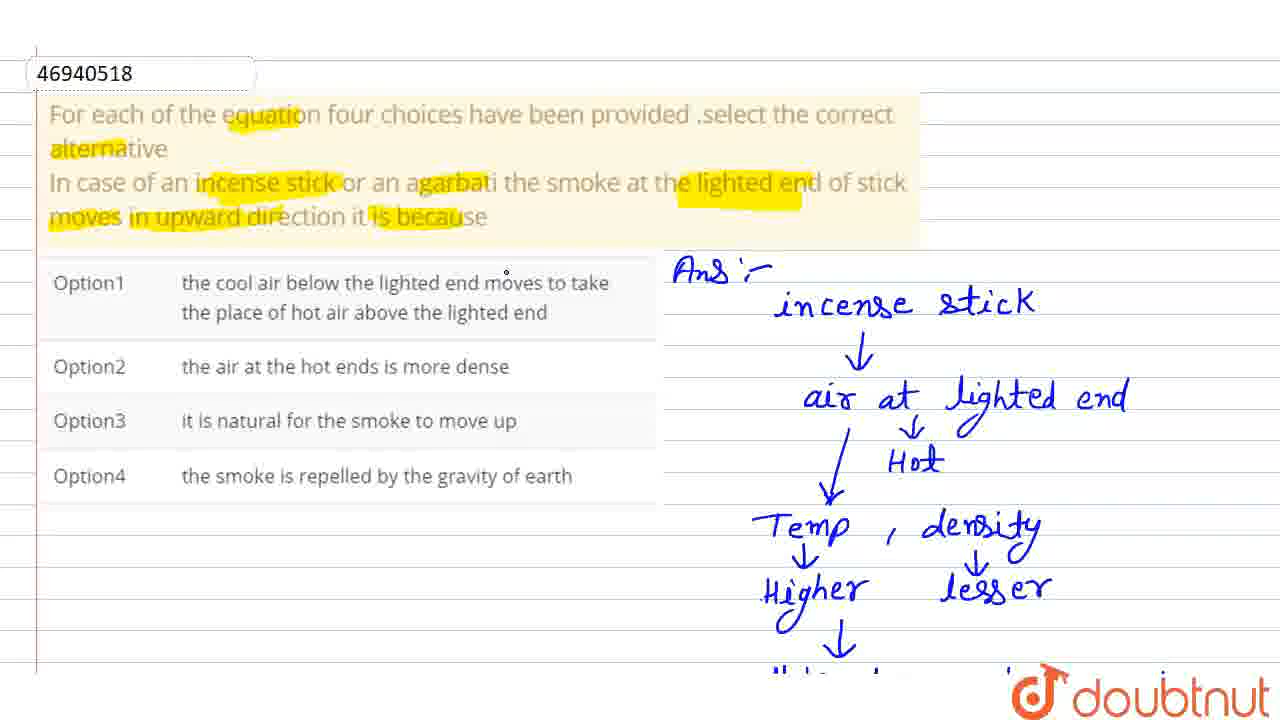 46940518
For each of the equation four choices have been provided .select the correct
alternative
In case of an incense stick or an agarbati the smoke at the lighted end of stick
moves in upward direction it is because
Option1 the cool air below the lighted end moves to take
the place of hot air above the lighted end
Option2 the air at the hot ends is more dense
Option3 it is natural for the smoke to move up
Option4 the smoke is repelled by the gravity of earth
Ans :-
incense stick
air at lighted end
Hot
Temp , density
Higher lesser
doubtnut